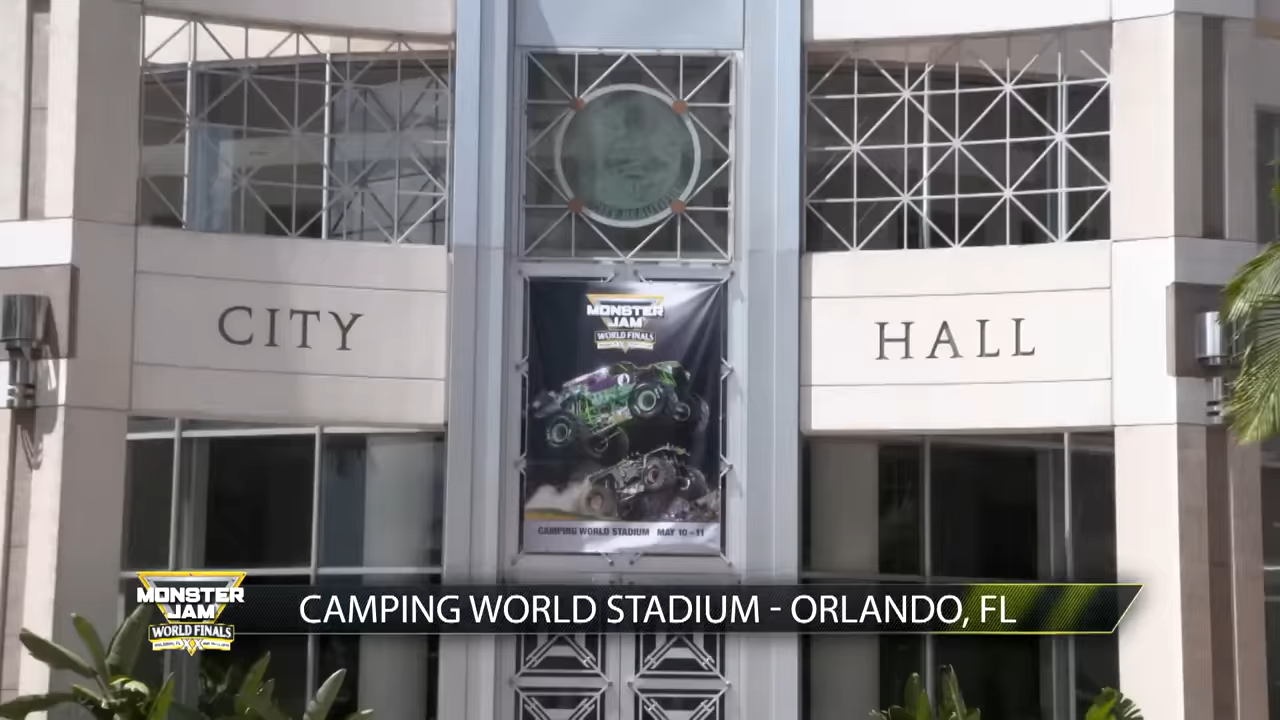 CITY
HALL
MONSTER
JAM
WORLD FINALS
CAMPING WORLD STADIUM MAY 10 - 11
MONSTER
JAM
WORLD FINALS
CAMPING WORLD STADIUM - ORLANDO, FL